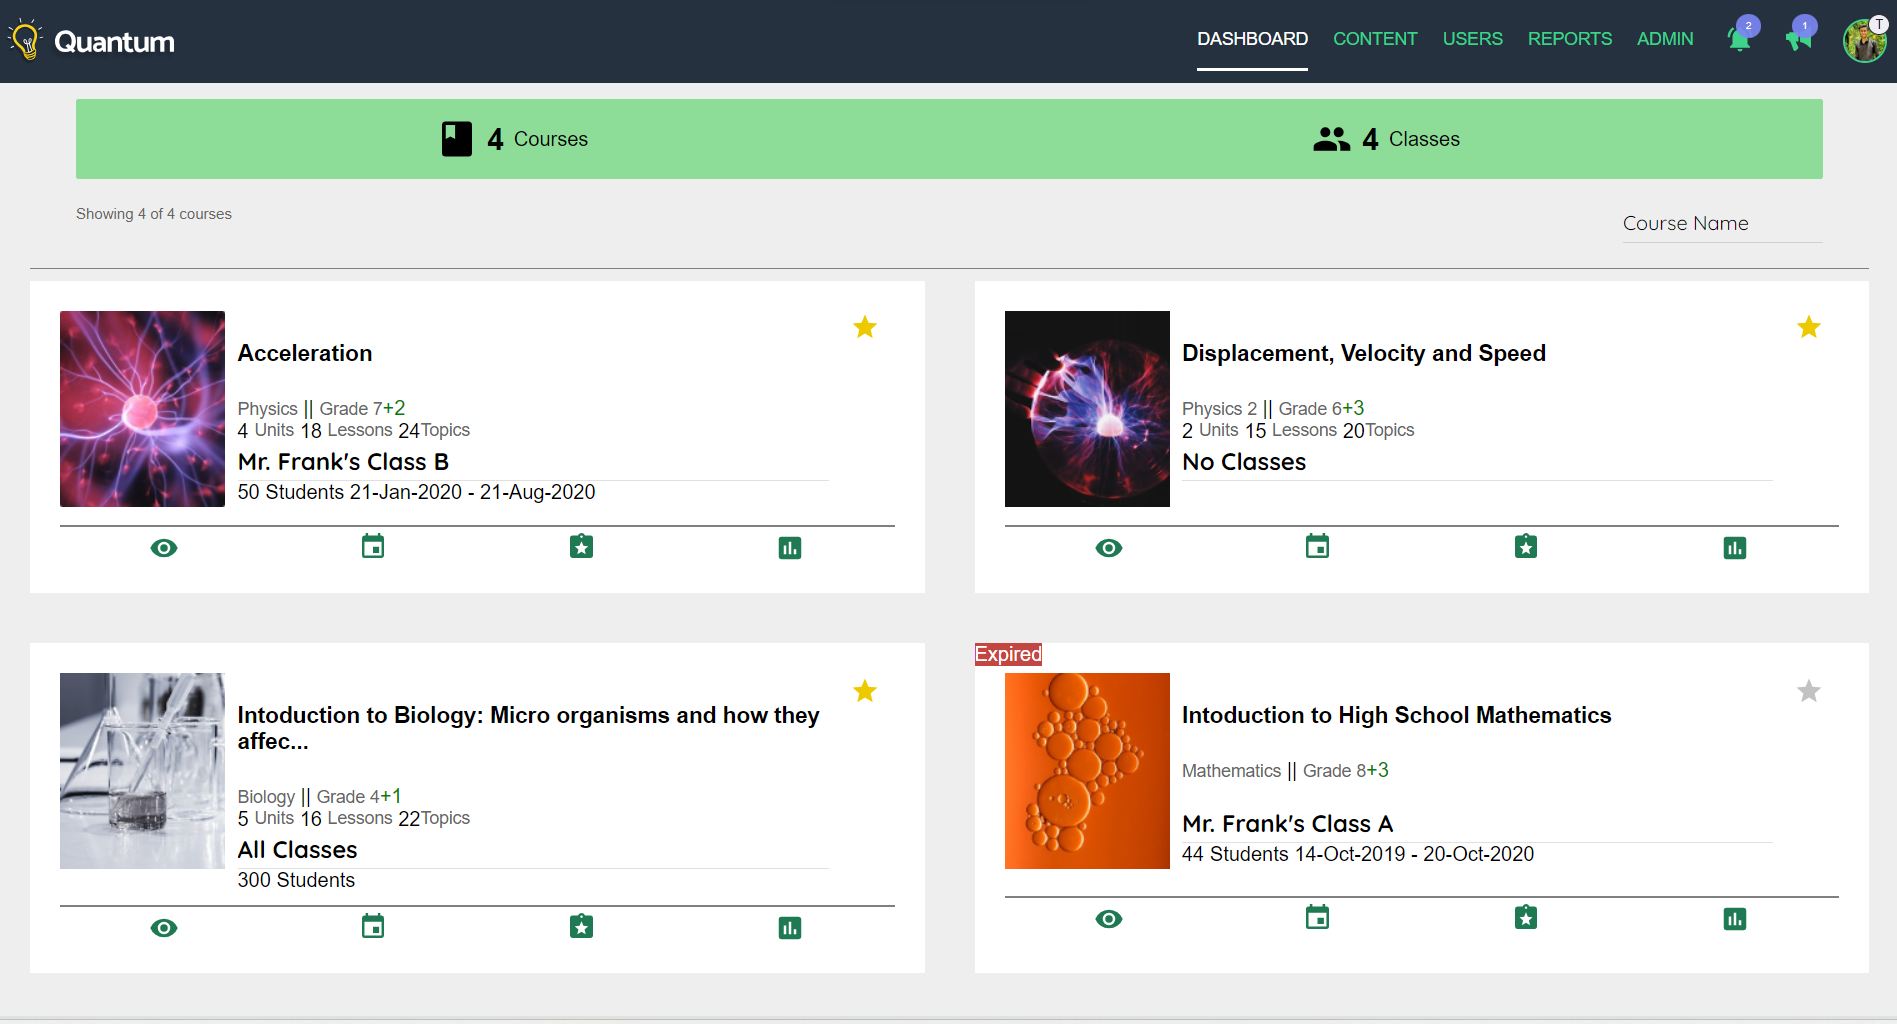 Quantum
DASHBOARD CONTENT USERS REPORTS ADMIN 2 1 T
4 Courses
4 Classes
Showing 4 of 4 courses
Course Name
Acceleration
Physics || Grade 7+2
4 Units 18 Lessons 24Topics
Mr. Frank's Class B
50 Students 21-Jan-2020 - 21-Aug-2020
Displacement, Velocity and Speed
Physics 2 || Grade 6+3
2 Units 15 Lessons 20Topics
No Classes
Intoduction to Biology: Micro organisms and how they
affec...
Biology || Grade 4+1
5 Units 16 Lessons 22Topics
All Classes
300 Students
Expired
Intoduction to High School Mathematics
Mathematics || Grade 8+3
Mr. Frank's Class A
44 Students 14-Oct-2019 - 20-Oct-2020